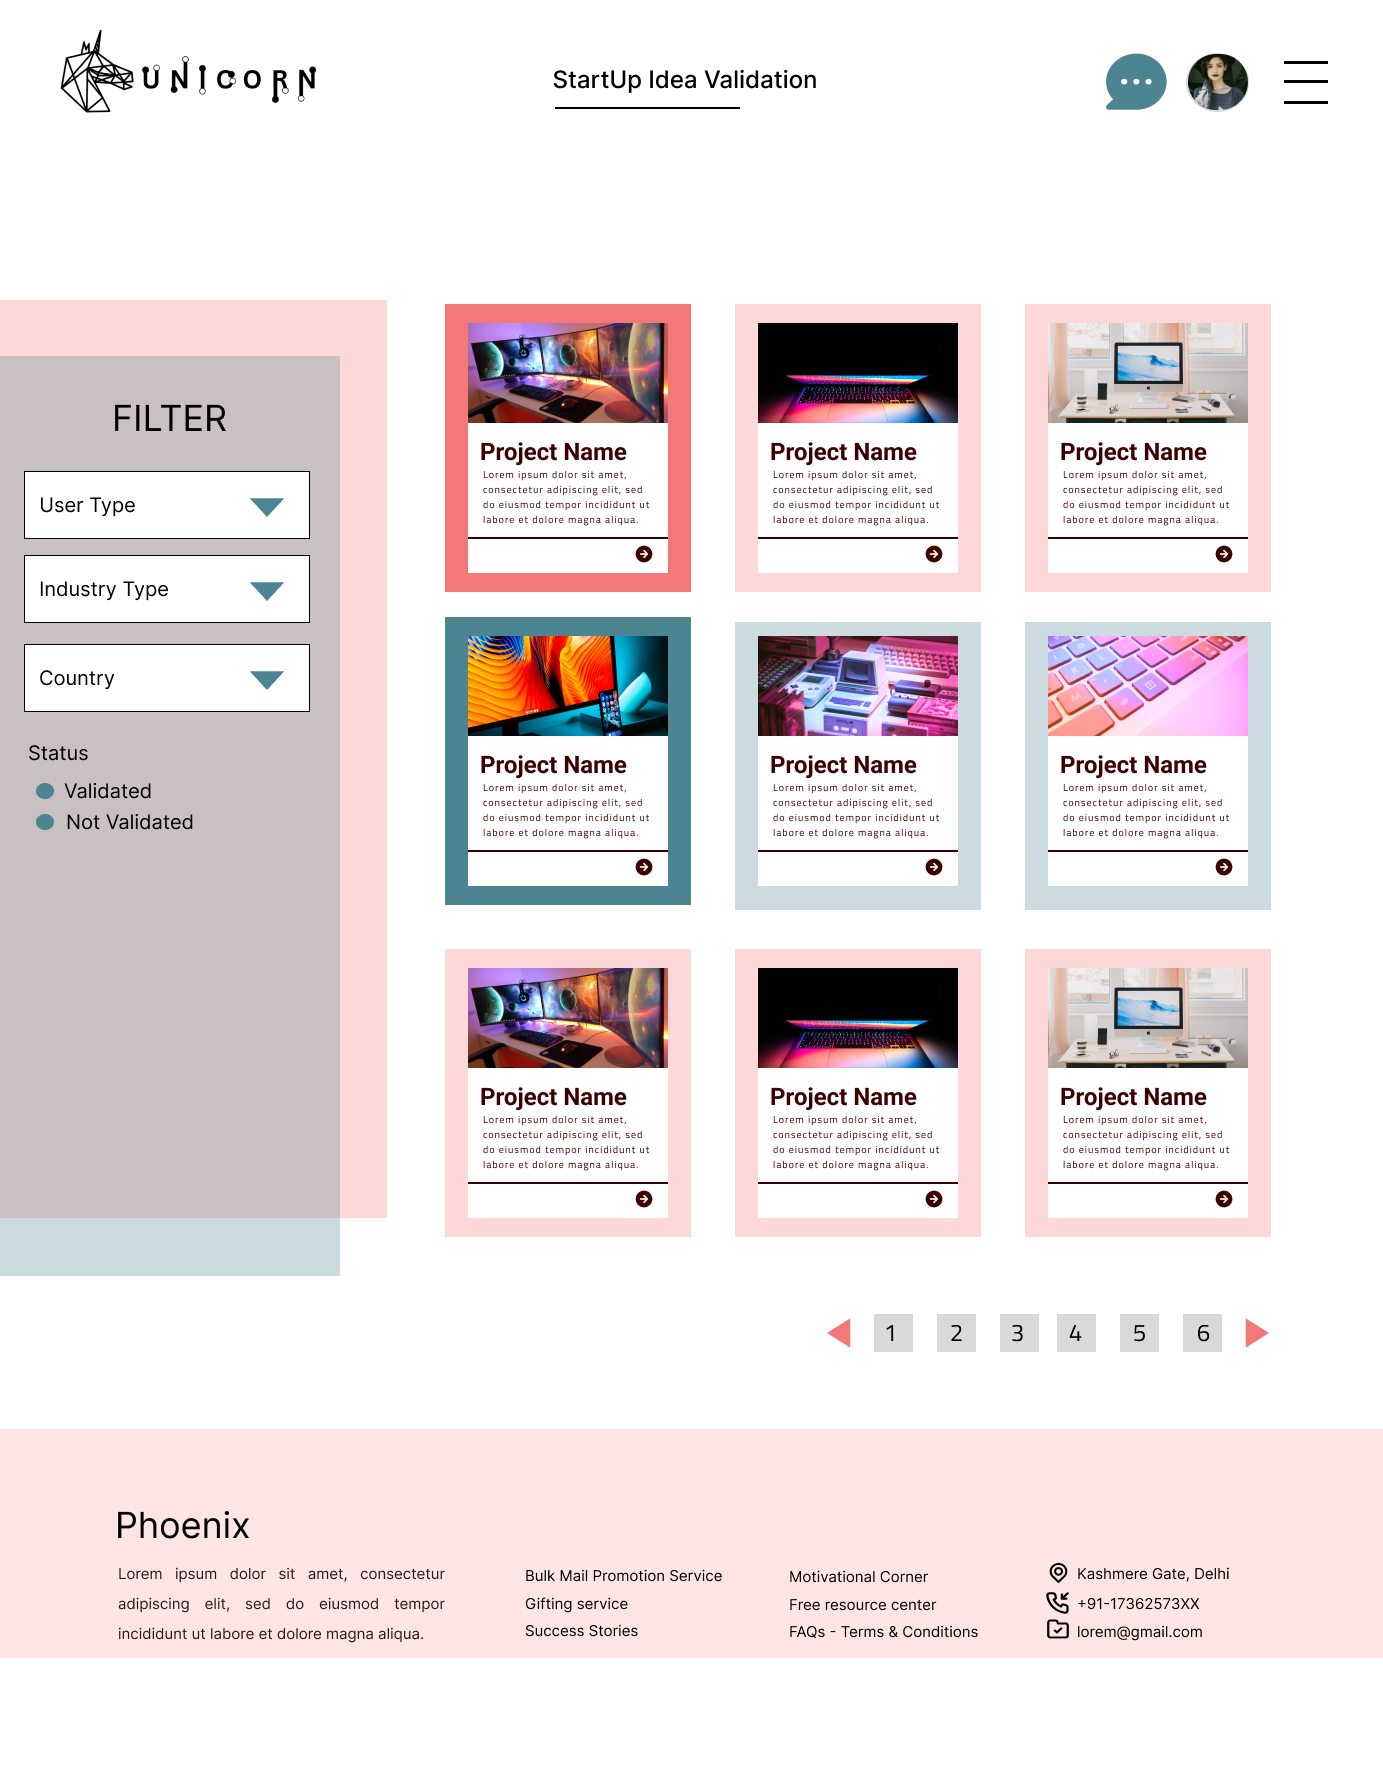 UNICORN
StartUp Idea Validation
FILTER
User Type
Industry Type
Country
Status
Validated
Not Validated
Project Name
Lorem ipsum dolor sit amet,
consectetur adipiscing elit, sed
do eiusmod tempor incididunt ut
labore et dolore magna aliqua.
Project Name
Lorem ipsum dolor sit amet,
consectetur adipiscing elit, sed
do eiusmod tempor incididunt ut
labore et dolore magna aliqua.
Project Name
Lorem ipsum dolor sit amet,
consectetur adipiscing elit, sed
do eiusmod tempor incididunt ut
labore et dolore magna aliqua.
Project Name
Lorem ipsum dolor sit amet,
consectetur adipiscing elit, sed
do eiusmod tempor incididunt ut
labore et dolore magna aliqua.
Project Name
Lorem ipsum dolor sit amet,
consectetur adipiscing elit, sed
do eiusmod tempor incididunt ut
labore et dolore magna aliqua.
Project Name
Lorem ipsum dolor sit amet,
consectetur adipiscing elit, sed
do eiusmod tempor incididunt ut
labore et dolore magna aliqua.
Project Name
Lorem ipsum dolor sit amet,
consectetur adipiscing elit, sed
do eiusmod tempor incididunt ut
labore et dolore magna aliqua.
Project Name
Lorem ipsum dolor sit amet,
consectetur adipiscing elit, sed
do eiusmod tempor incididunt ut
labore et dolore magna aliqua.
Project Name
Lorem ipsum dolor sit amet,
consectetur adipiscing elit, sed
do eiusmod tempor incididunt ut
labore et dolore magna aliqua.
1 2 3 4 5 6
Phoenix
Lorem ipsum dolor sit amet, consectetur
adipiscing elit, sed do eiusmod tempor
incididunt ut labore et dolore magna aliqua.
Bulk Mail Promotion Service
Gifting service
Success Stories
Motivational Corner
Free resource center
FAQs - Terms & Conditions
Kashmere Gate, Delhi
+91-17362573XX
lorem@gmail.com